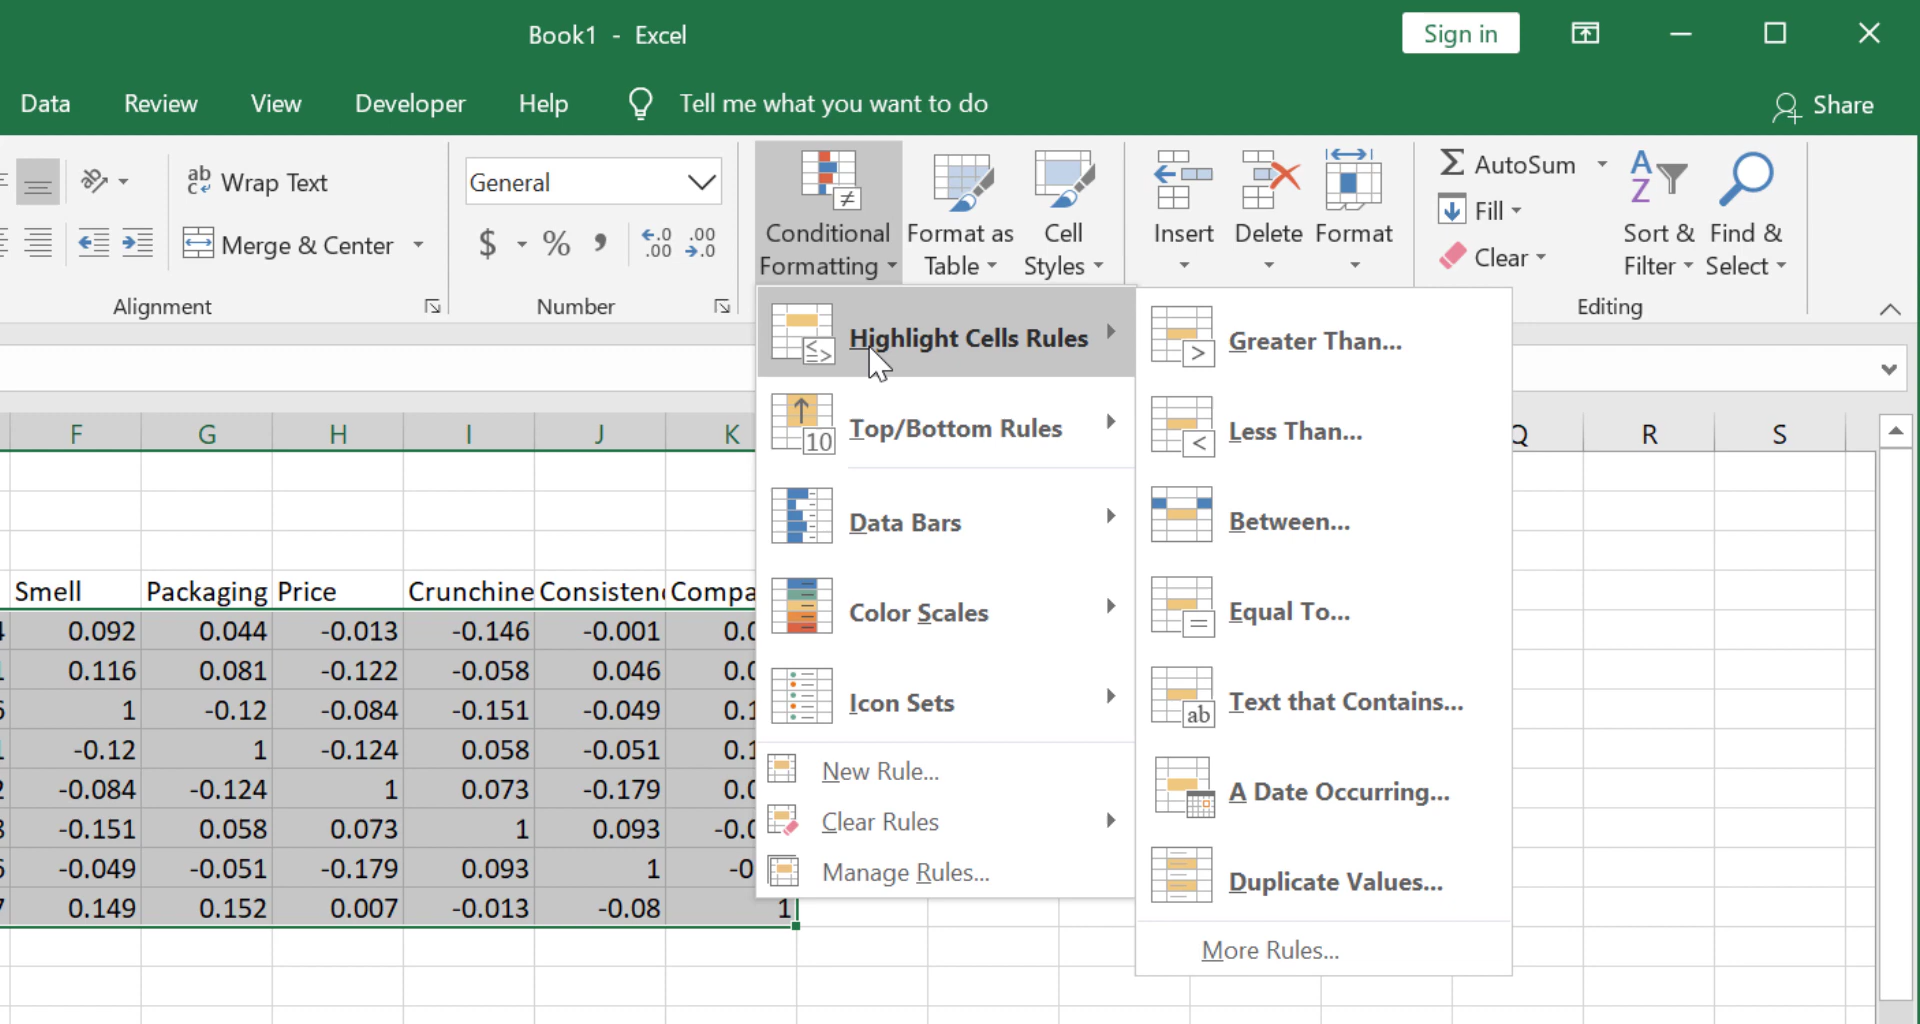 Book1 - Excel
Sign in
Data Review View Developer Help Tell me what you want to do
Share
Wrap Text
General
Conditional Formatting
Format as Table
Cell Styles
Insert
Delete
Format
AutoSum
Fill
Clear
Sort & Filter
Find & Select
Merge & Center
$ % ,
Alignment
Number
Editing
Highlight Cells Rules
Top/Bottom Rules
Data Bars
Color Scales
Icon Sets
New Rule...
Clear Rules
Manage Rules...
Greater Than...
Less Than...
Between...
Equal To...
Text that Contains...
A Date Occurring...
Duplicate Values...
More Rules...
F G H I J K Q R S
Smell Packaging Price Crunchine Consisten Compa
0.092 0.044 -0.013 -0.146 -0.001
0.116 0.081 -0.122 -0.058 0.046
1 -0.12 -0.084 -0.151 -0.049
-0.12 1 -0.124 0.058 -0.051
-0.084 -0.124 1 0.073 -0.179
-0.151 0.058 0.073 1 0.093
-0.049 -0.051 -0.179 0.093 1
0.149 0.152 0.007 -0.013 -0.08 1